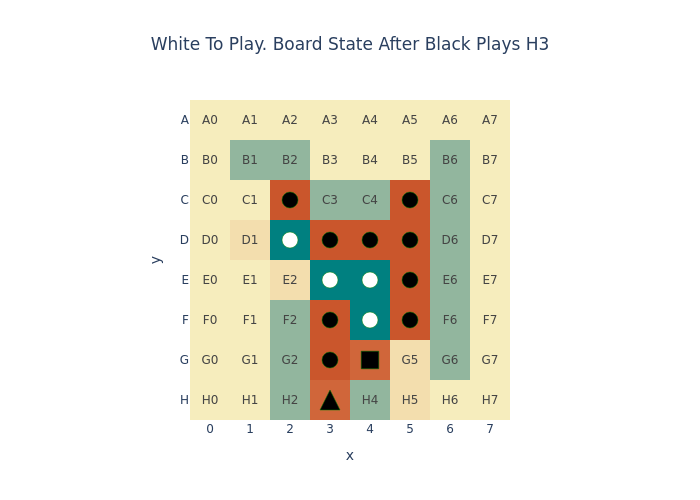 White To Play. Board State After Black Plays H3
A A0 A1 A2 A3 A4 A5 A6 A7
B B0 B1 B2 B3 B4 B5 B6 B7
C C0 C1 C3 C4 C6 C7
D D0 D1 D6 D7
E E0 E1 E2 E6 E7
F F0 F1 F2 F6 F7
G G0 G1 G2 G5 G6 G7
H H0 H1 H2 H4 H5 H6 H7
0 1 2 3 4 5 6 7
x
y